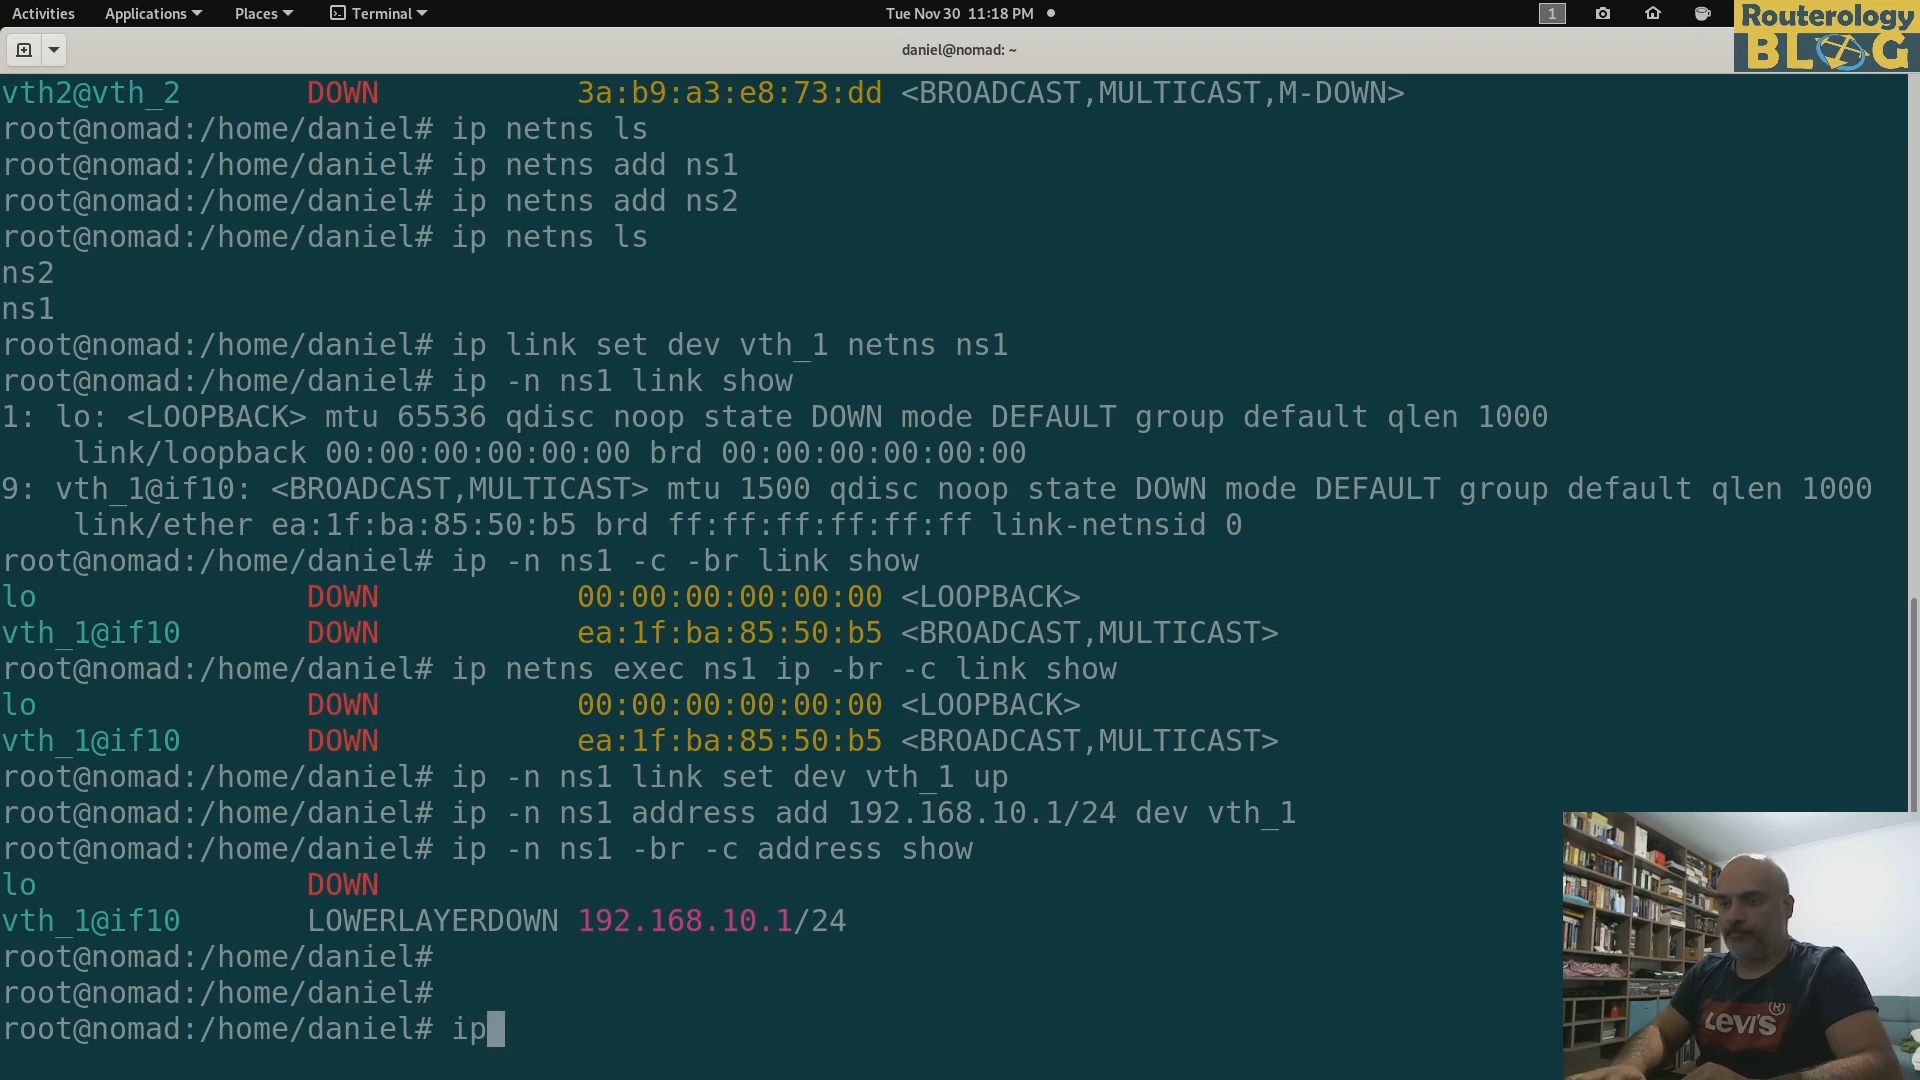 Activities Applications Places Terminal Tue Nov 30 11:18 PM 1
Routerology
BLOG
daniel@nomad: ~
vth2@vth_2 DOWN 3a:b9:a3:e8:73:dd <BROADCAST,MULTICAST,M-DOWN>
root@nomad:/home/daniel# ip netns ls
root@nomad:/home/daniel# ip netns add ns1
root@nomad:/home/daniel# ip netns add ns2
root@nomad:/home/daniel# ip netns ls
ns2
ns1
root@nomad:/home/daniel# ip link set dev vth_1 netns ns1
root@nomad:/home/daniel# ip -n ns1 link show
1: lo: <LOOPBACK> mtu 65536 qdisc noop state DOWN mode DEFAULT group default qlen 1000
link/loopback 00:00:00:00:00:00 brd 00:00:00:00:00:00
9: vth_1@if10: <BROADCAST,MULTICAST> mtu 1500 qdisc noop state DOWN mode DEFAULT group default qlen 1000
link/ether ea:1f:ba:85:50:b5 brd ff:ff:ff:ff:ff:ff link-netnsid 0
root@nomad:/home/daniel# ip -n ns1 -c -br link show
lo DOWN 00:00:00:00:00:00 <LOOPBACK>
vth_1@if10 DOWN ea:1f:ba:85:50:b5 <BROADCAST,MULTICAST>
root@nomad:/home/daniel# ip netns exec ns1 ip -br -c link show
lo DOWN 00:00:00:00:00:00 <LOOPBACK>
vth_1@if10 DOWN ea:1f:ba:85:50:b5 <BROADCAST,MULTICAST>
root@nomad:/home/daniel# ip -n ns1 link set dev vth_1 up
root@nomad:/home/daniel# ip -n ns1 address add 192.168.10.1/24 dev vth_1
root@nomad:/home/daniel# ip -n ns1 -br -c address show
lo DOWN
vth_1@if10 LOWERLAYERDOWN 192.168.10.1/24
root@nomad:/home/daniel#
root@nomad:/home/daniel#
root@nomad:/home/daniel# ip
LEVI'S ®